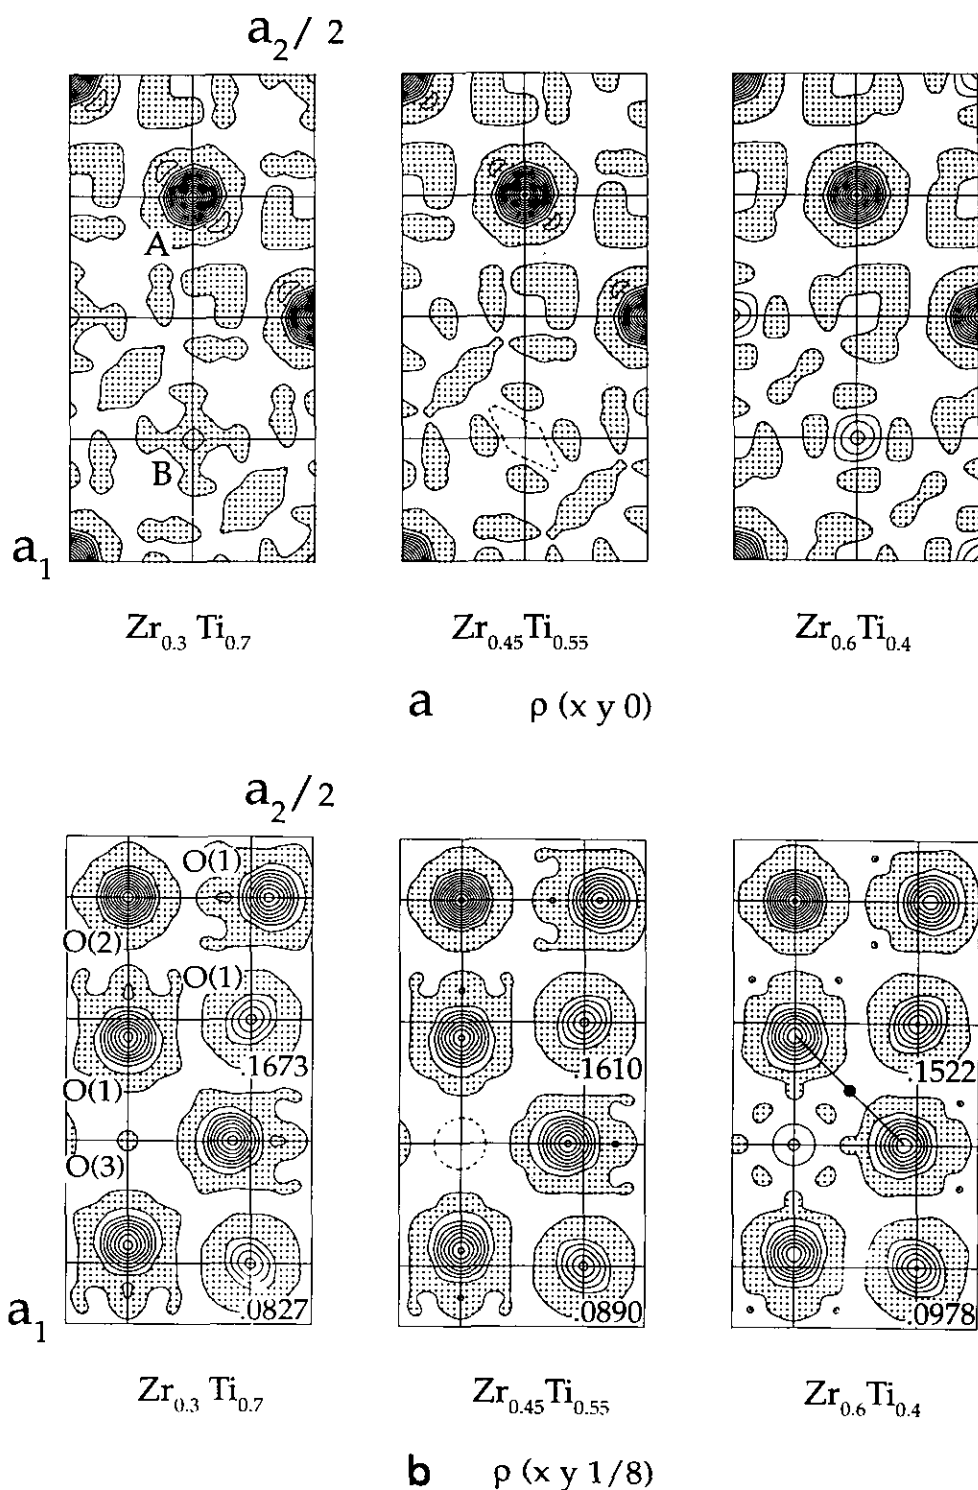 a₂/ 2
A
B
a₁
Zr₀.₃ Ti₀.₇ Zr₀.₄₅Ti₀.₅₅ Zr₀.₆Ti₀.₄
a ρ (x y 0)
a₂/ 2
O(1)
O(2)
O(1)
.1673 .1610 .1522
O(1)
O(3)
.0827 .0890 .0978
a₁
Zr₀.₃ Ti₀.₇ Zr₀.₄₅Ti₀.₅₅ Zr₀.₆Ti₀.₄
b ρ (x y 1/8)